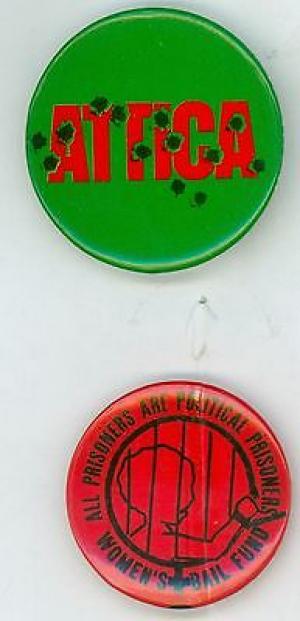 ATTICA
ALL PRISONERS ARE POLITICAL PRISONERS
WOMEN'S BAIL FUND